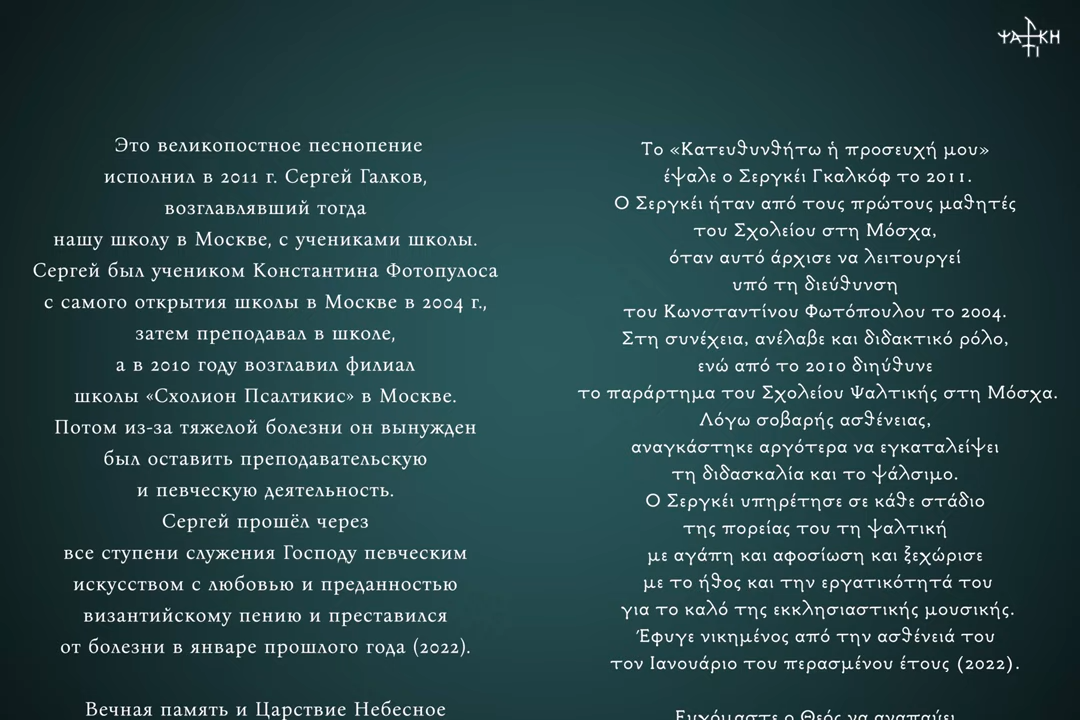 ΨΑΛΤΙΚΗ
Это великопостное песнопение
исполнил в 2011 г. Сергей Галков,
возглавлявший тогда
нашу школу в Москве, с учениками школы.
Сергей был учеником Константина Фотопулоса
с самого открытия школы в Москве в 2004 г.,
затем преподавал в школе,
а в 2010 году возглавил филиал
школы «Схолион Псалтикис» в Москве.
Потом из-за тяжелой болезни он вынужден
был оставить преподавательскую
и певческую деятельность.
Сергей прошёл через
все ступени служения Господу певческим
искусством с любовью и преданностью
византийскому пению и преставился
от болезни в январе прошлого года (2022).
Вечная память и Царствие Небесное
Το «Κατευθυνθήτω ἡ προσευχή μου»
έψαλε ο Σεργκέι Γκαλκόφ το 2011.
Ο Σεργκέι ήταν από τους πρώτους μαθητές
του Σχολείου στη Μόσχα,
όταν αυτό άρχισε να λειτουργεί
υπό τη διεύθυνση
του Κωνσταντίνου Φωτόπουλου το 2004.
Στη συνέχεια, ανέλαβε και διδακτικό ρόλο,
ενώ από το 2010 διηύθυνε
το παράρτημα του Σχολείου Ψαλτικής στη Μόσχα.
Λόγω σοβαρής ασθένειας,
αναγκάστηκε αργότερα να εγκαταλείψει
τη διδασκαλία και το ψάλσιμο.
Ο Σεργκέι υπηρέτησε σε κάθε στάδιο
της πορείας του τη ψαλτική
με αγάπη και αφοσίωση και ξεχώρισε
με το ήθος και την εργατικότητά του
για το καλό της εκκλησιαστικής μουσικής.
Έφυγε νικημένος από την ασθένειά του
τον Ιανουάριο του περασμένου έτους (2022).
Ευχόμαστε ο Θεός να αναπαύει